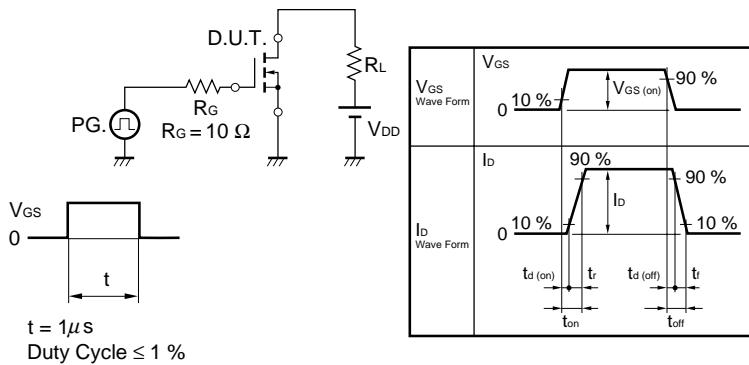 D.U.T.
RL
RG
RG = 10 Ω
PG.
VDD
VGS
0
t
t = 1μs
Duty Cycle ≤ 1 %
VGS
Wave Form
VGS
10 %
0
VGS (on)
90 %
ID
Wave Form
ID
90 %
90 %
10 %
0
ID
10 %
td (on)
tr
td (off)
tf
ton
toff